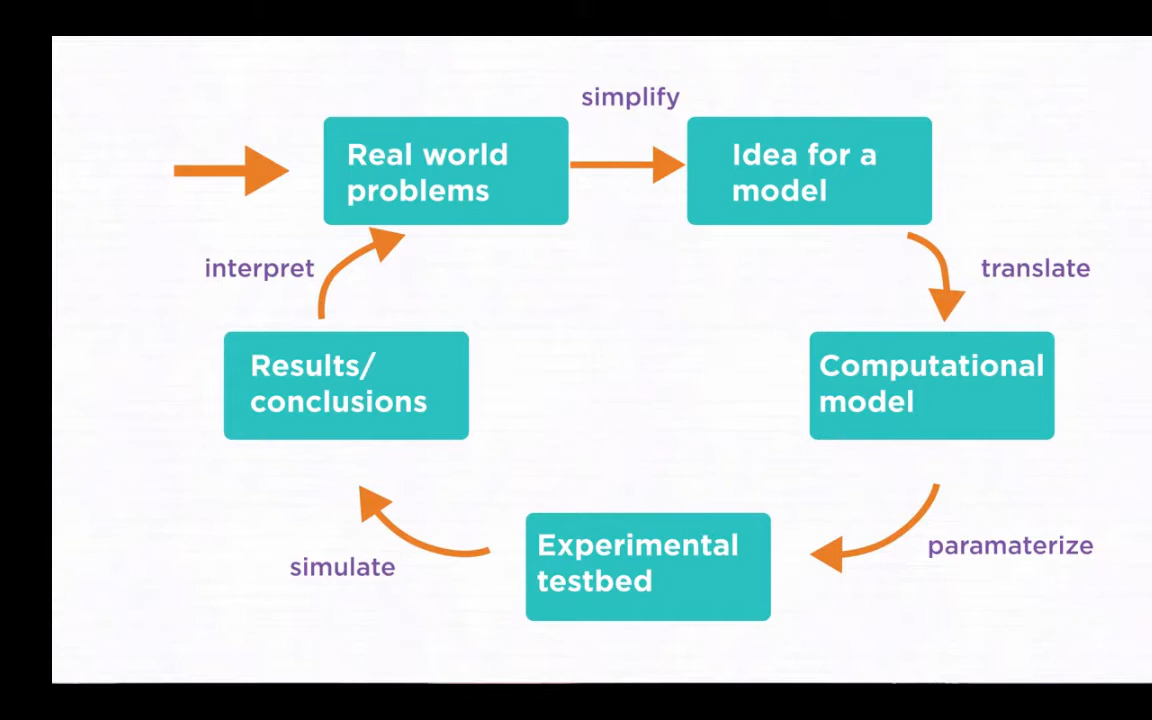 simplify
Real world
problems
Idea for a
model
interpret
translate
Results/
conclusions
Computational
model
Experimental
testbed
paramaterize
simulate